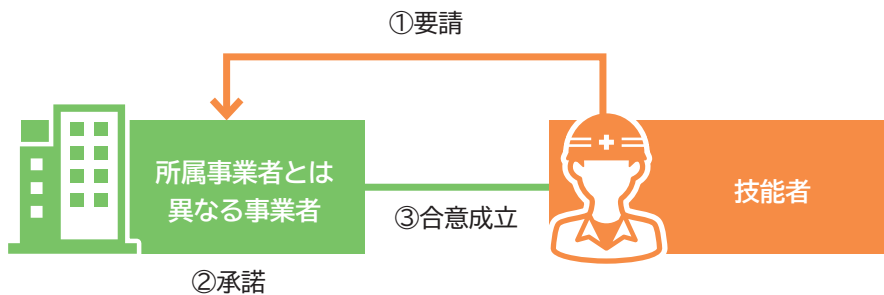 ①要請
所属事業者とは
異なる事業者
技能者
③合意成立
②承諾